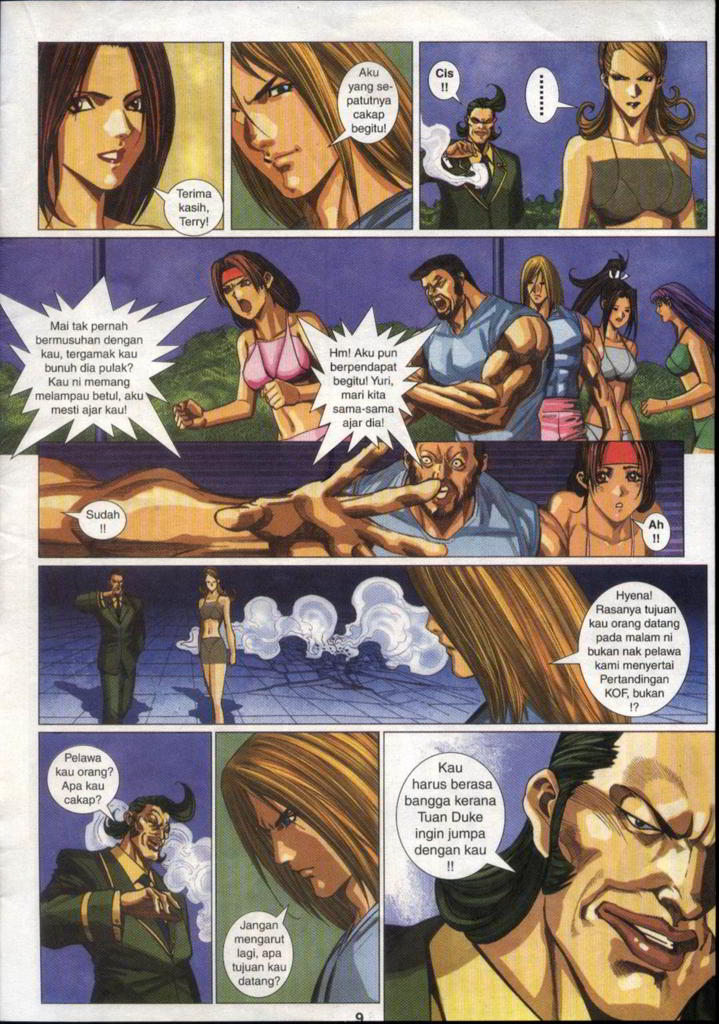 Terima
kasih,
Terry!
Aku
yang se-
patutnya
cakap
begitu!
Cis
!!
.........
Mai tak pernah
bermusuhan dengan
kau, tergamak kau
bunuh dia pulak?
Kau ni memang
melampau betul, aku
mesti ajar kau!
Hm! Aku pun
berpendapat
begitu! Yuri,
mari kita
sama-sama
ajar dia!
Sudah
!!
Ah
!!
Hyena!
Rasanya tujuan
kau orang datang
pada malam ni
bukan nak pelawa
kami menyertai
Pertandingan
KOF, bukan
!?
Pelawa
kau orang?
Apa kau
cakap?
Jangan
mengarut
lagi, apa
tujuan kau
datang?
Kau
harus berasa
bangga kerana
Tuan Duke
ingin jumpa
dengan kau
!!
9